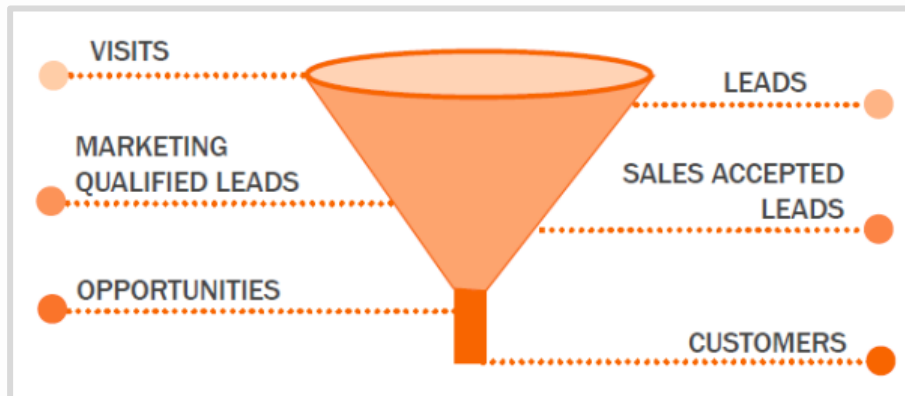 VISITS
LEADS
MARKETING
QUALIFIED LEADS
SALES ACCEPTED
LEADS
OPPORTUNITIES
CUSTOMERS